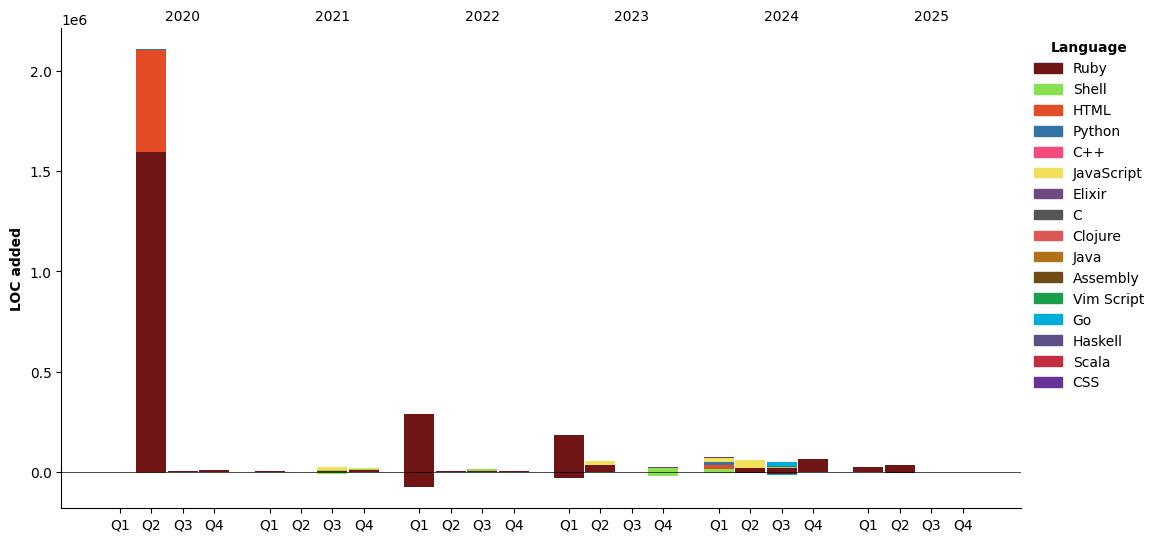 2020 2021 2022 2023 2024 2025
1e6
2.0
1.5
1.0
0.5
0.0
LOC added
Q1 Q2 Q3 Q4 Q1 Q2 Q3 Q4 Q1 Q2 Q3 Q4 Q1 Q2 Q3 Q4 Q1 Q2 Q3 Q4 Q1 Q2 Q3 Q4
Language
Ruby
Shell
HTML
Python
C++
JavaScript
Elixir
C
Clojure
Java
Assembly
Vim Script
Go
Haskell
Scala
CSS